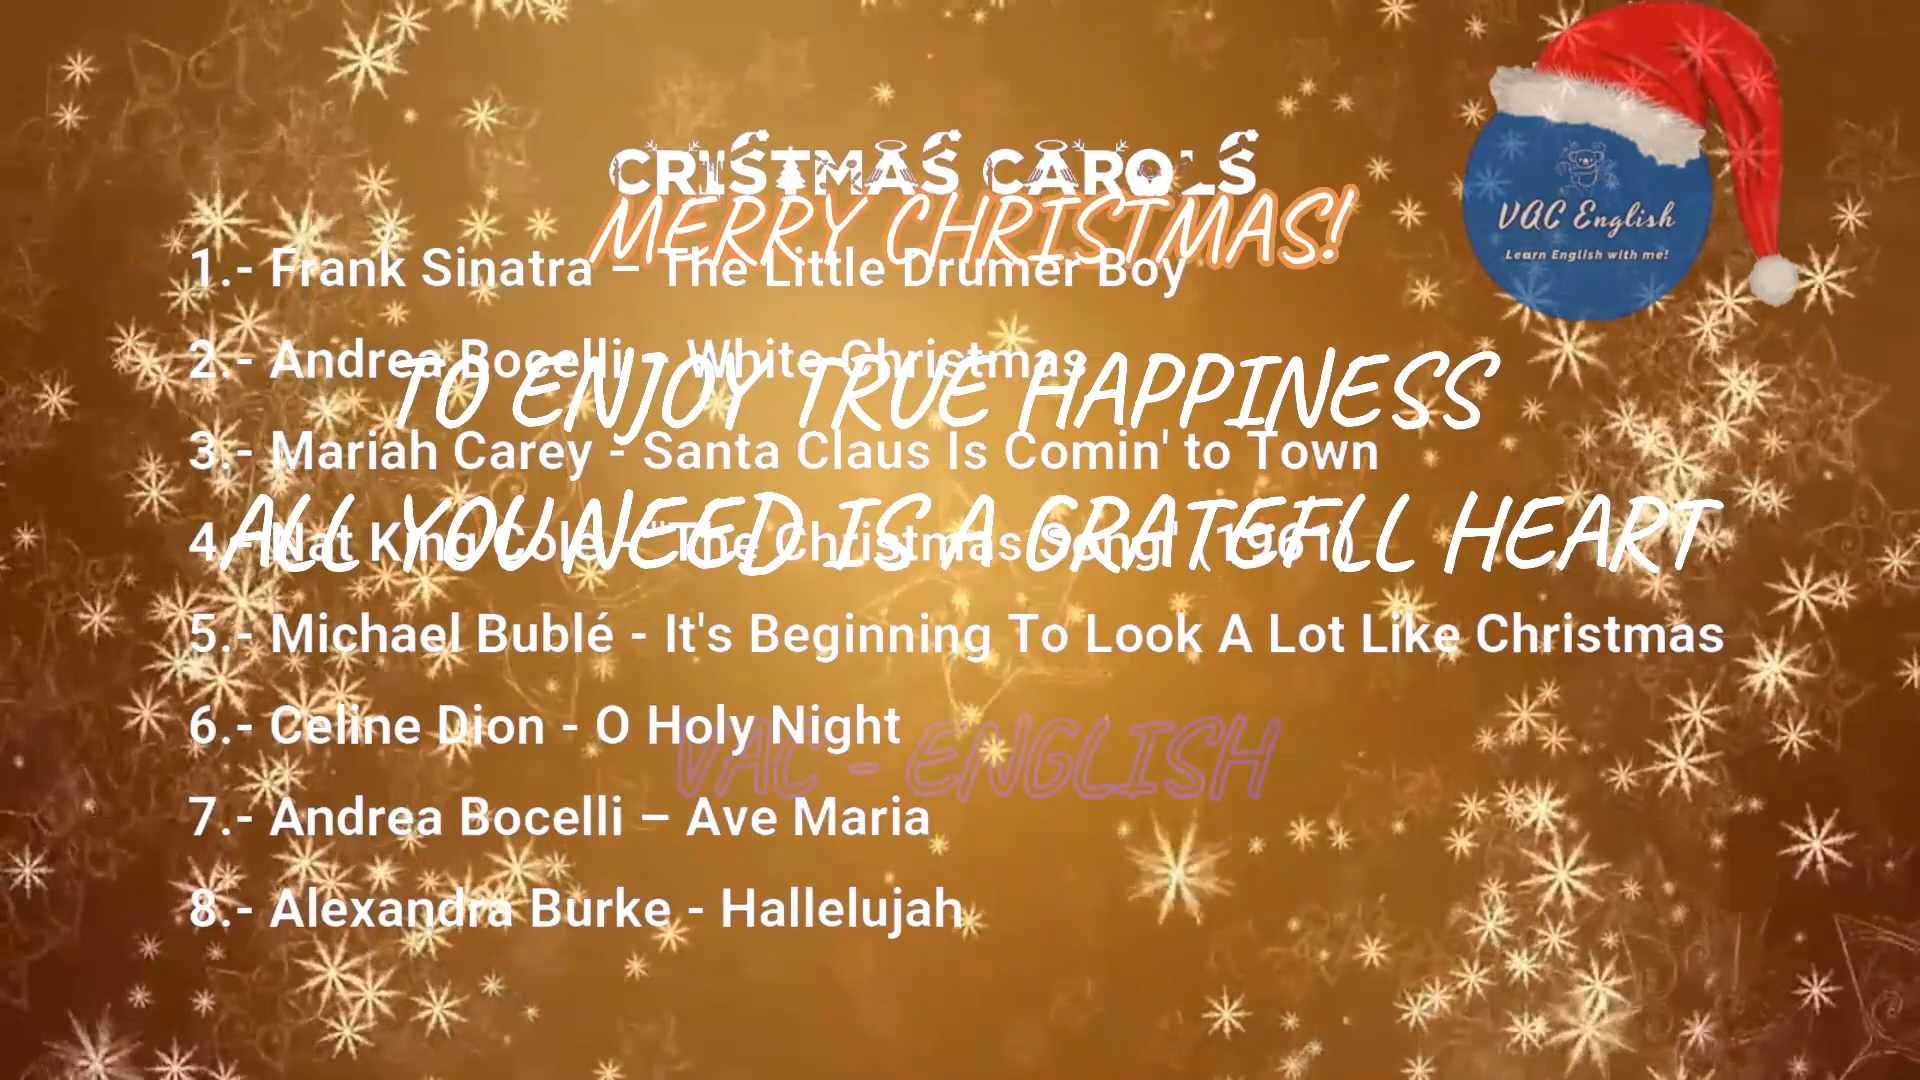 CRISTMAS CAROLS
MERRY CHRISTMAS!
1.- Frank Sinatra – The Little Drumer Boy
2.- Andrea Bocelli - White Christmas
TO ENJOY TRUE HAPPINESS
3.- Mariah Carey - Santa Claus Is Comin' to Town
ALL YOU NEED IS A GRATEFLL HEART
4.- Nat King Cole - "The Christmas Song" (1961)
5.- Michael Bublé - It's Beginning To Look A Lot Like Christmas
6.- Celine Dion - O Holy Night
VAC - ENGLISH
7.- Andrea Bocelli – Ave Maria
8.- Alexandra Burke - Hallelujah
VAC English
Learn English with me!